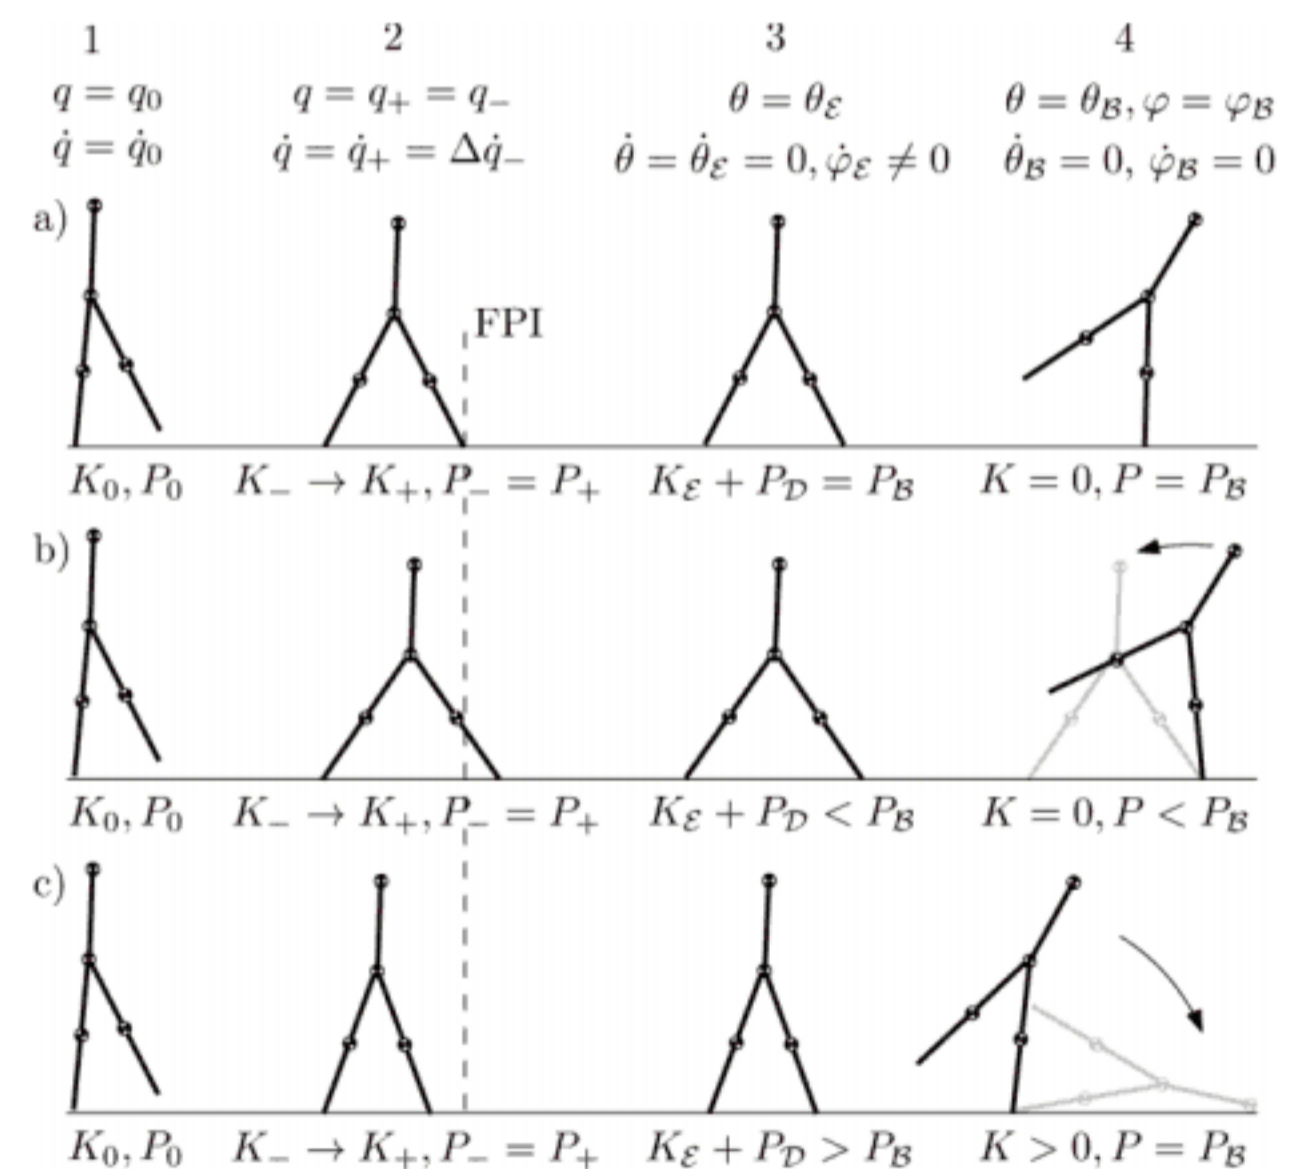 1 2 3 4
q = q₀ q = q₊ = q₋ θ = θ_ℰ θ = θ_ℬ, φ = φ_ℬ
q̇ = q̇₀ q̇ = q̇₊ = Δq̇₋ θ̇ = θ̇_ℰ = 0, φ̇_ℰ ≠ 0 θ̇_ℬ = 0, φ̇_ℬ = 0
a)
FPI
K₀, P₀ K₋ → K₊, P₋ = P₊ K_ℰ + P_𝒟 = P_ℬ K = 0, P = P_ℬ
b)
K₀, P₀ K₋ → K₊, P₋ = P₊ K_ℰ + P_𝒟 < P_ℬ K = 0, P < P_ℬ
c)
K₀, P₀ K₋ → K₊, P₋ = P₊ K_ℰ + P_𝒟 > P_ℬ K > 0, P = P_ℬ